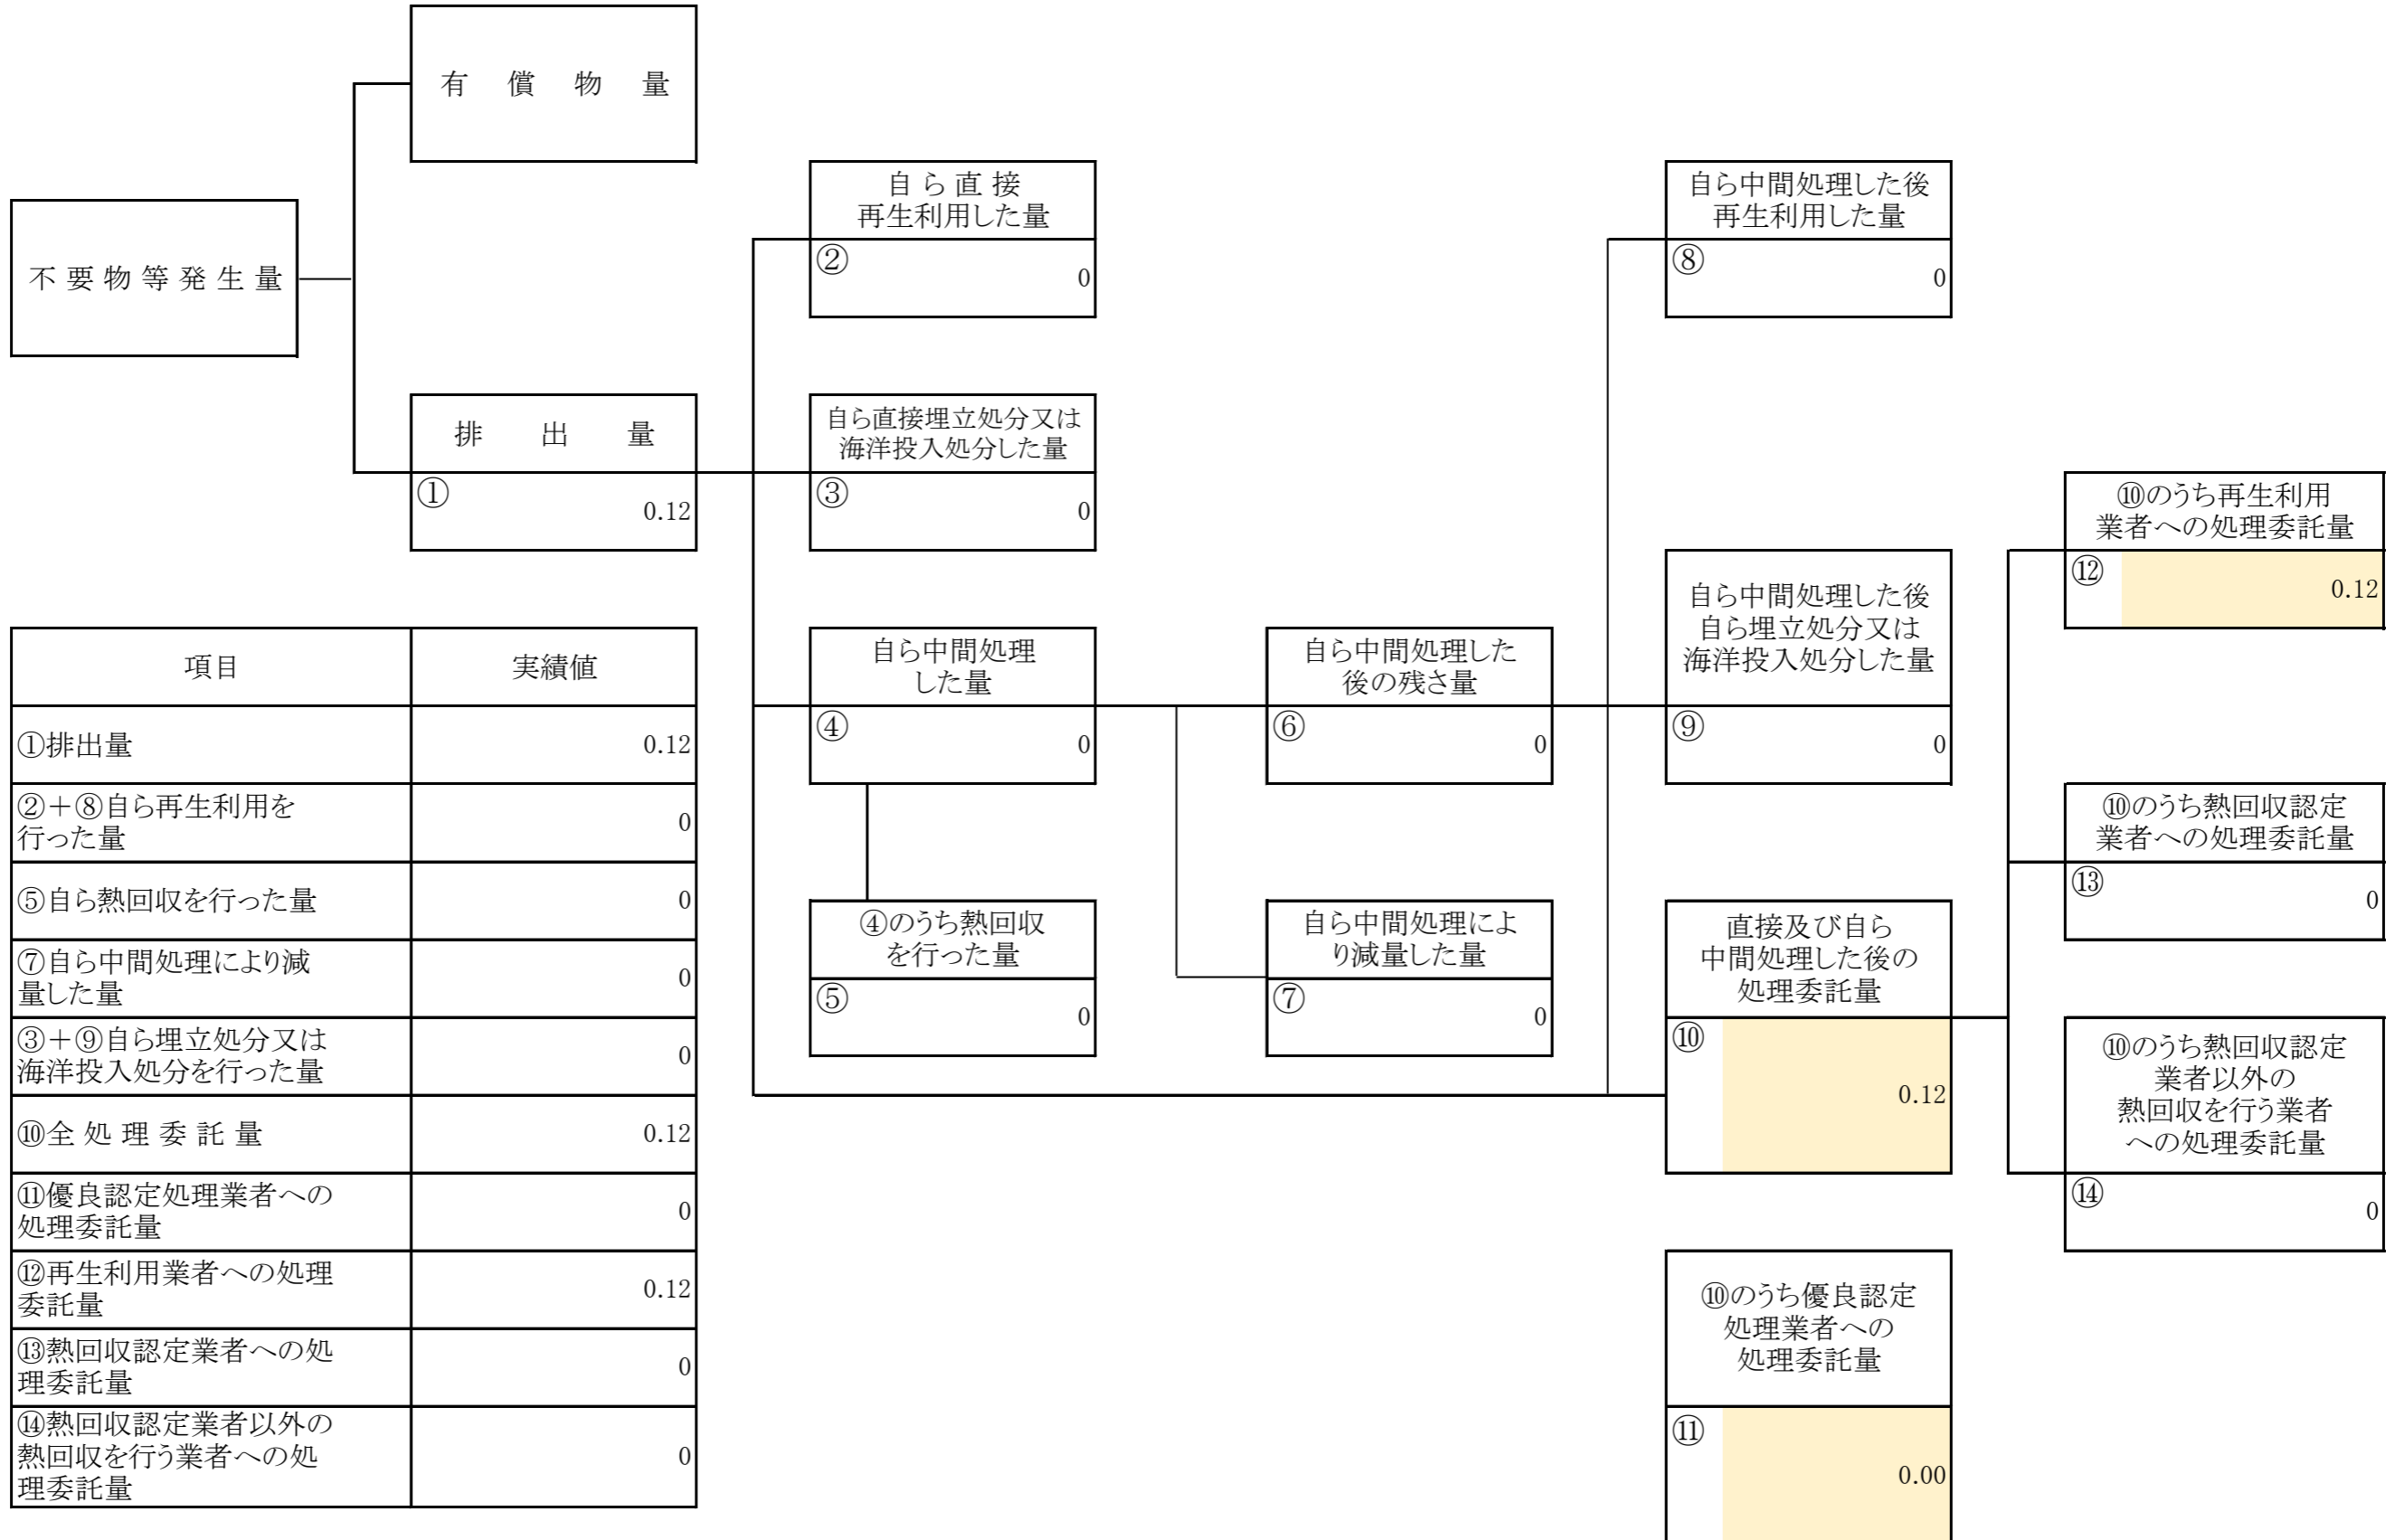 有償物量
不要物等発生量
排出量
①
0.12
自ら直接
再生利用した量
②
0
自ら直接埋立処分又は
海洋投入処分した量
③
0
自ら中間処理
した量
④
0
④のうち熱回収
を行った量
⑤
0
自ら中間処理した
後の残さ量
⑥
0
自ら中間処理によ
り減量した量
⑦
0
自ら中間処理した後
再生利用した量
⑧
0
自ら中間処理した後
自ら埋立処分又は
海洋投入処分した量
⑨
0
直接及び自ら
中間処理した後の
処理委託量
⑩
0.12
⑩のうち優良認定
処理業者への
処理委託量
⑪
0.00
⑩のうち再生利用
業者への処理委託量
⑫
0.12
⑩のうち熱回収認定
業者への処理委託量
⑬
0
⑩のうち熱回収認定
業者以外の
熱回収を行う業者
への処理委託量
⑭
0
項目 実績値
①排出量 0.12
②＋⑧自ら再生利用を
行った量 0
⑤自ら熱回収を行った量 0
⑦自ら中間処理により減
量した量 0
③＋⑨自ら埋立処分又は
海洋投入処分を行った量 0
⑩全処理委託量 0.12
⑪優良認定処理業者への
処理委託量 0
⑫再生利用業者への処理
委託量 0.12
⑬熱回収認定業者への処
理委託量 0
⑭熱回収認定業者以外の
熱回収を行う業者への処
理委託量 0